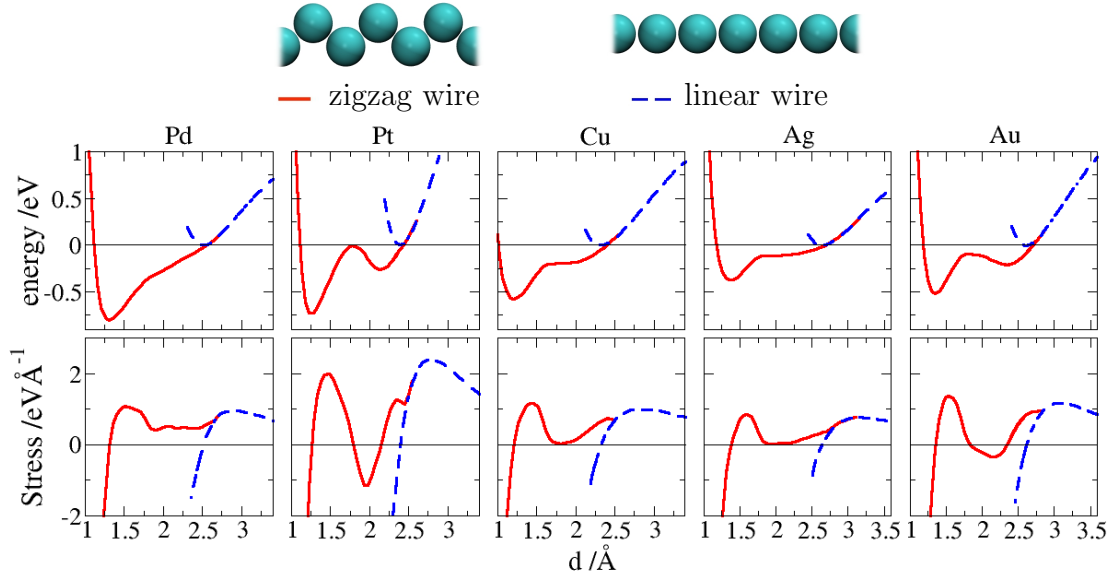 zigzag wire linear wire
Pd Pt Cu Ag Au
energy /eV
1
0.5
0
-0.5
Stress /eVÅ⁻¹
2
0
-2
1 1.5 2 2.5 3 1 1.5 2 2.5 3 1 1.5 2 2.5 3 1 1.5 2 2.5 3 3.5 1 1.5 2 2.5 3 3.5
d /Å